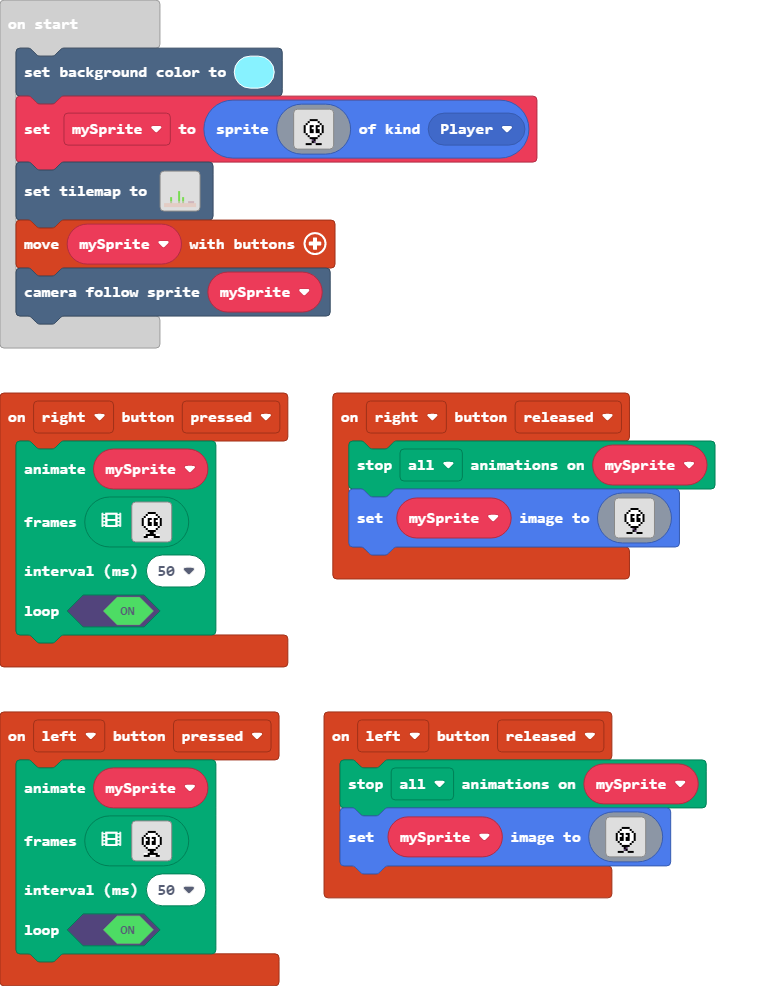 on start
set background color to
set mySprite to sprite of kind Player
set tilemap to
move mySprite with buttons
camera follow sprite mySprite
on right button pressed
animate mySprite
frames
interval (ms) 50
loop ON
on right button released
stop all animations on mySprite
set mySprite image to
on left button pressed
animate mySprite
frames
interval (ms) 50
loop ON
on left button released
stop all animations on mySprite
set mySprite image to